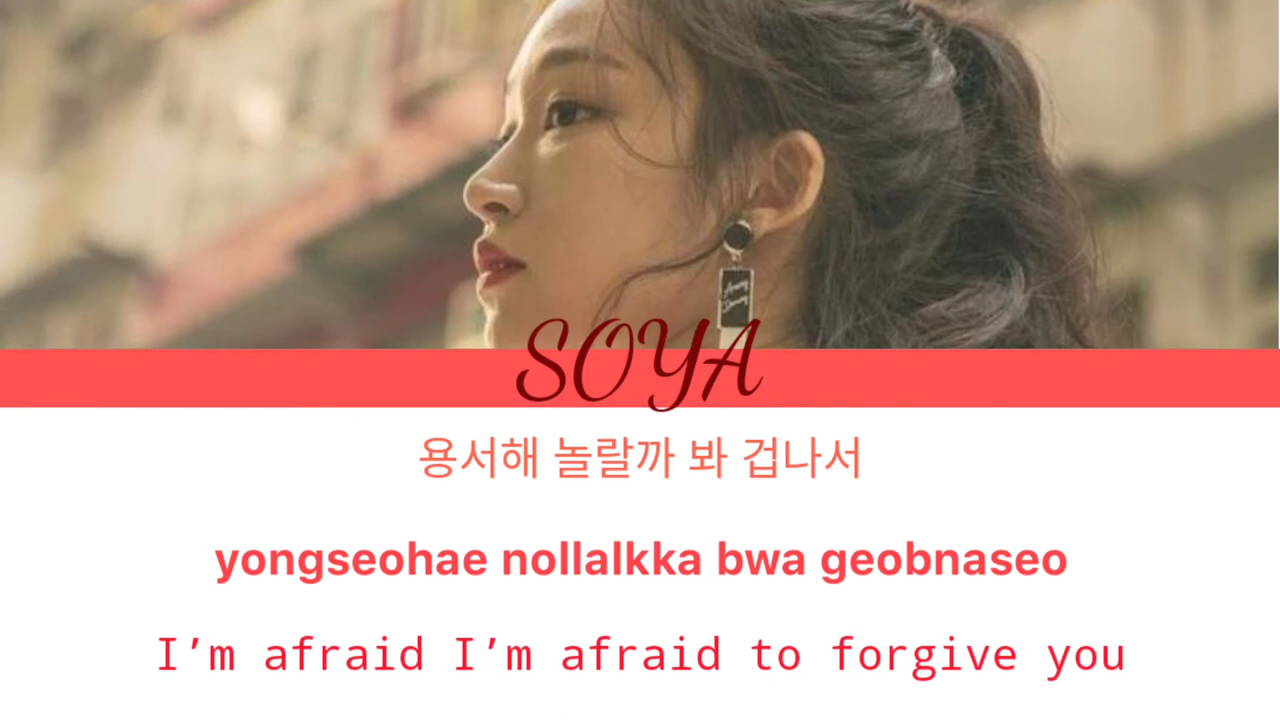 SOYA
용서해 놀랄까 봐 겁나서
yongseohae nollalkka bwa geobnaseo
I’m afraid I’m afraid to forgive you